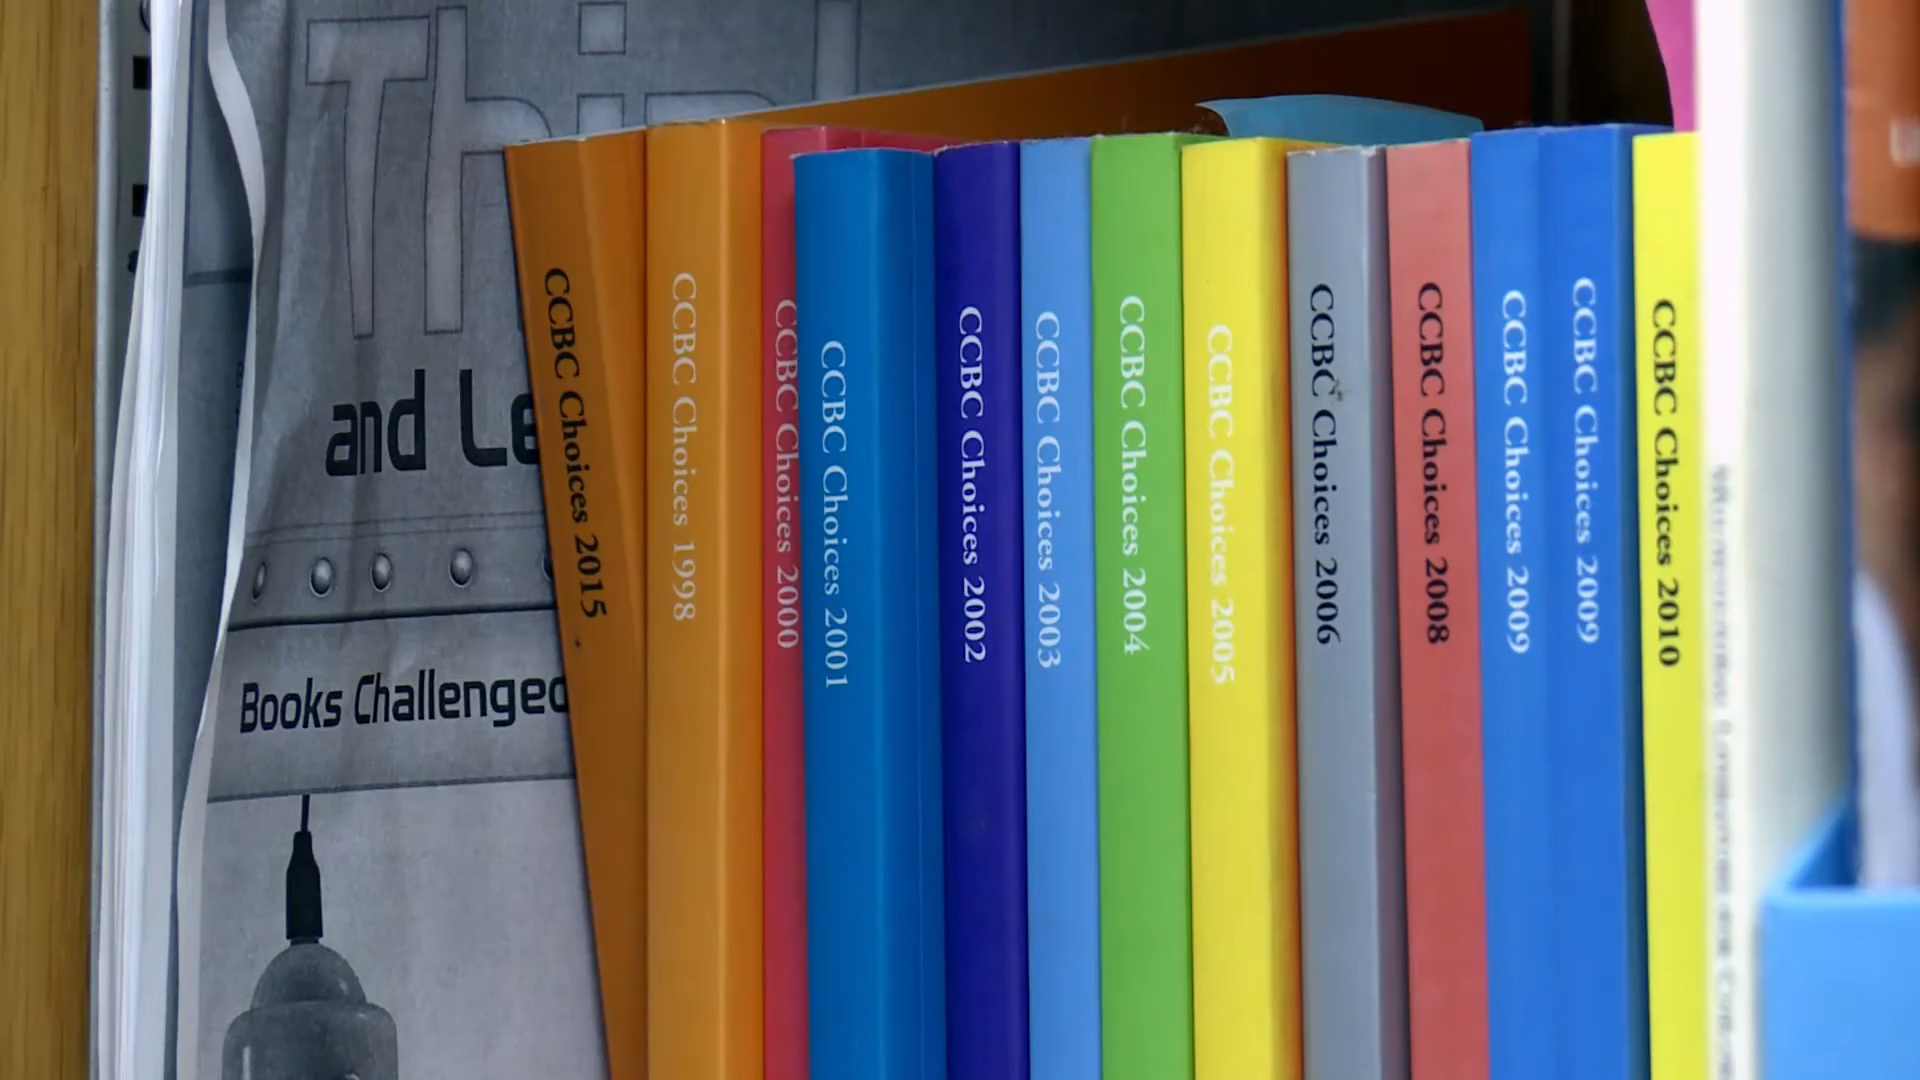 Thin
and Le
Books Challenged
CCBC Choices 2015
CCBC Choices 1998
CCBC Choices 2000
CCBC Choices 2001
CCBC Choices 2002
CCBC Choices 2003
CCBC Choices 2004
CCBC Choices 2005
CCBC Choices 2006
CCBC Choices 2008
CCBC Choices 2009
CCBC Choices 2009
CCBC Choices 2010